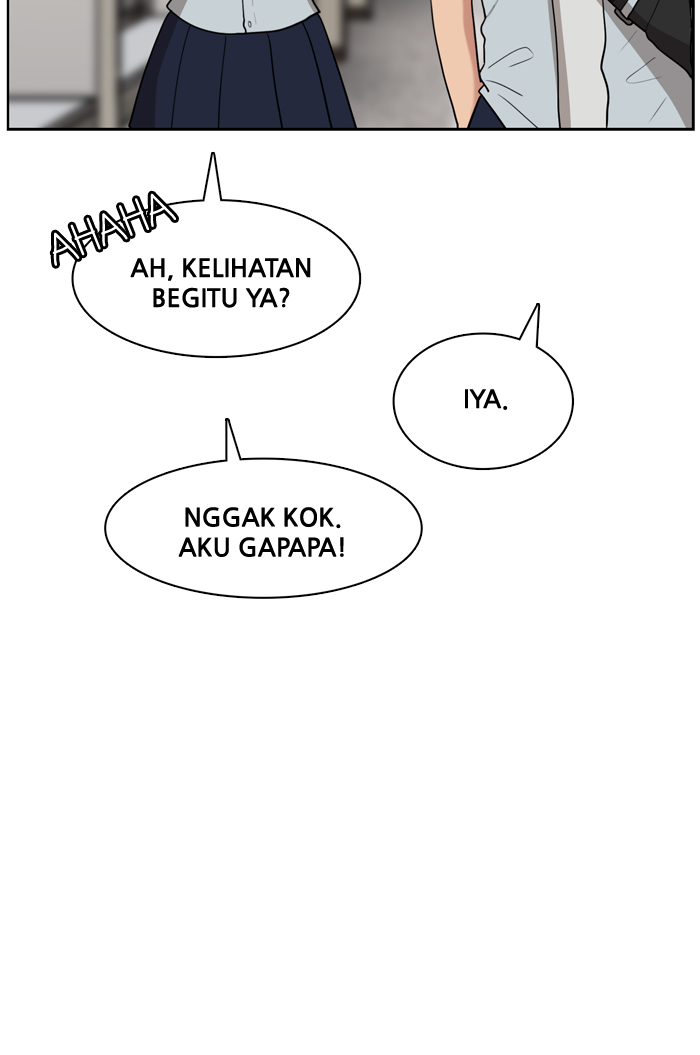 AHAHA
AH, KELIHATAN
BEGITU YA?
IYA.
NGGAK KOK.
AKU GAPAPA!